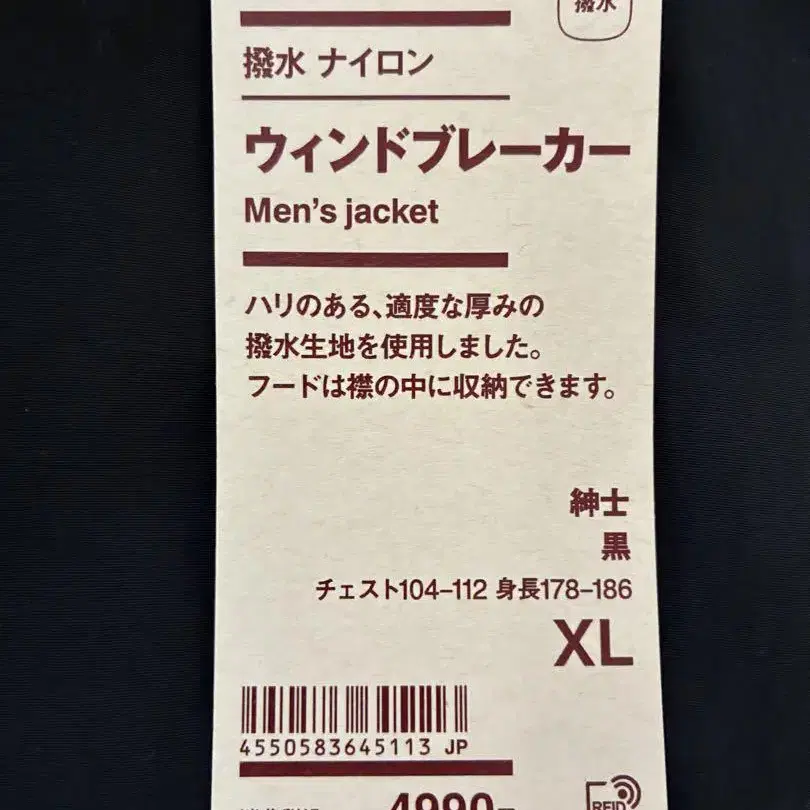 撥水
撥水 ナイロン
ウィンドブレーカー
Men's jacket
ハリのある、適度な厚みの
撥水生地を使用しました。
フードは襟の中に収納できます。
紳士
黒
チェスト104-112 身長178-186
XL
4550583645113 JP
4990
RFID